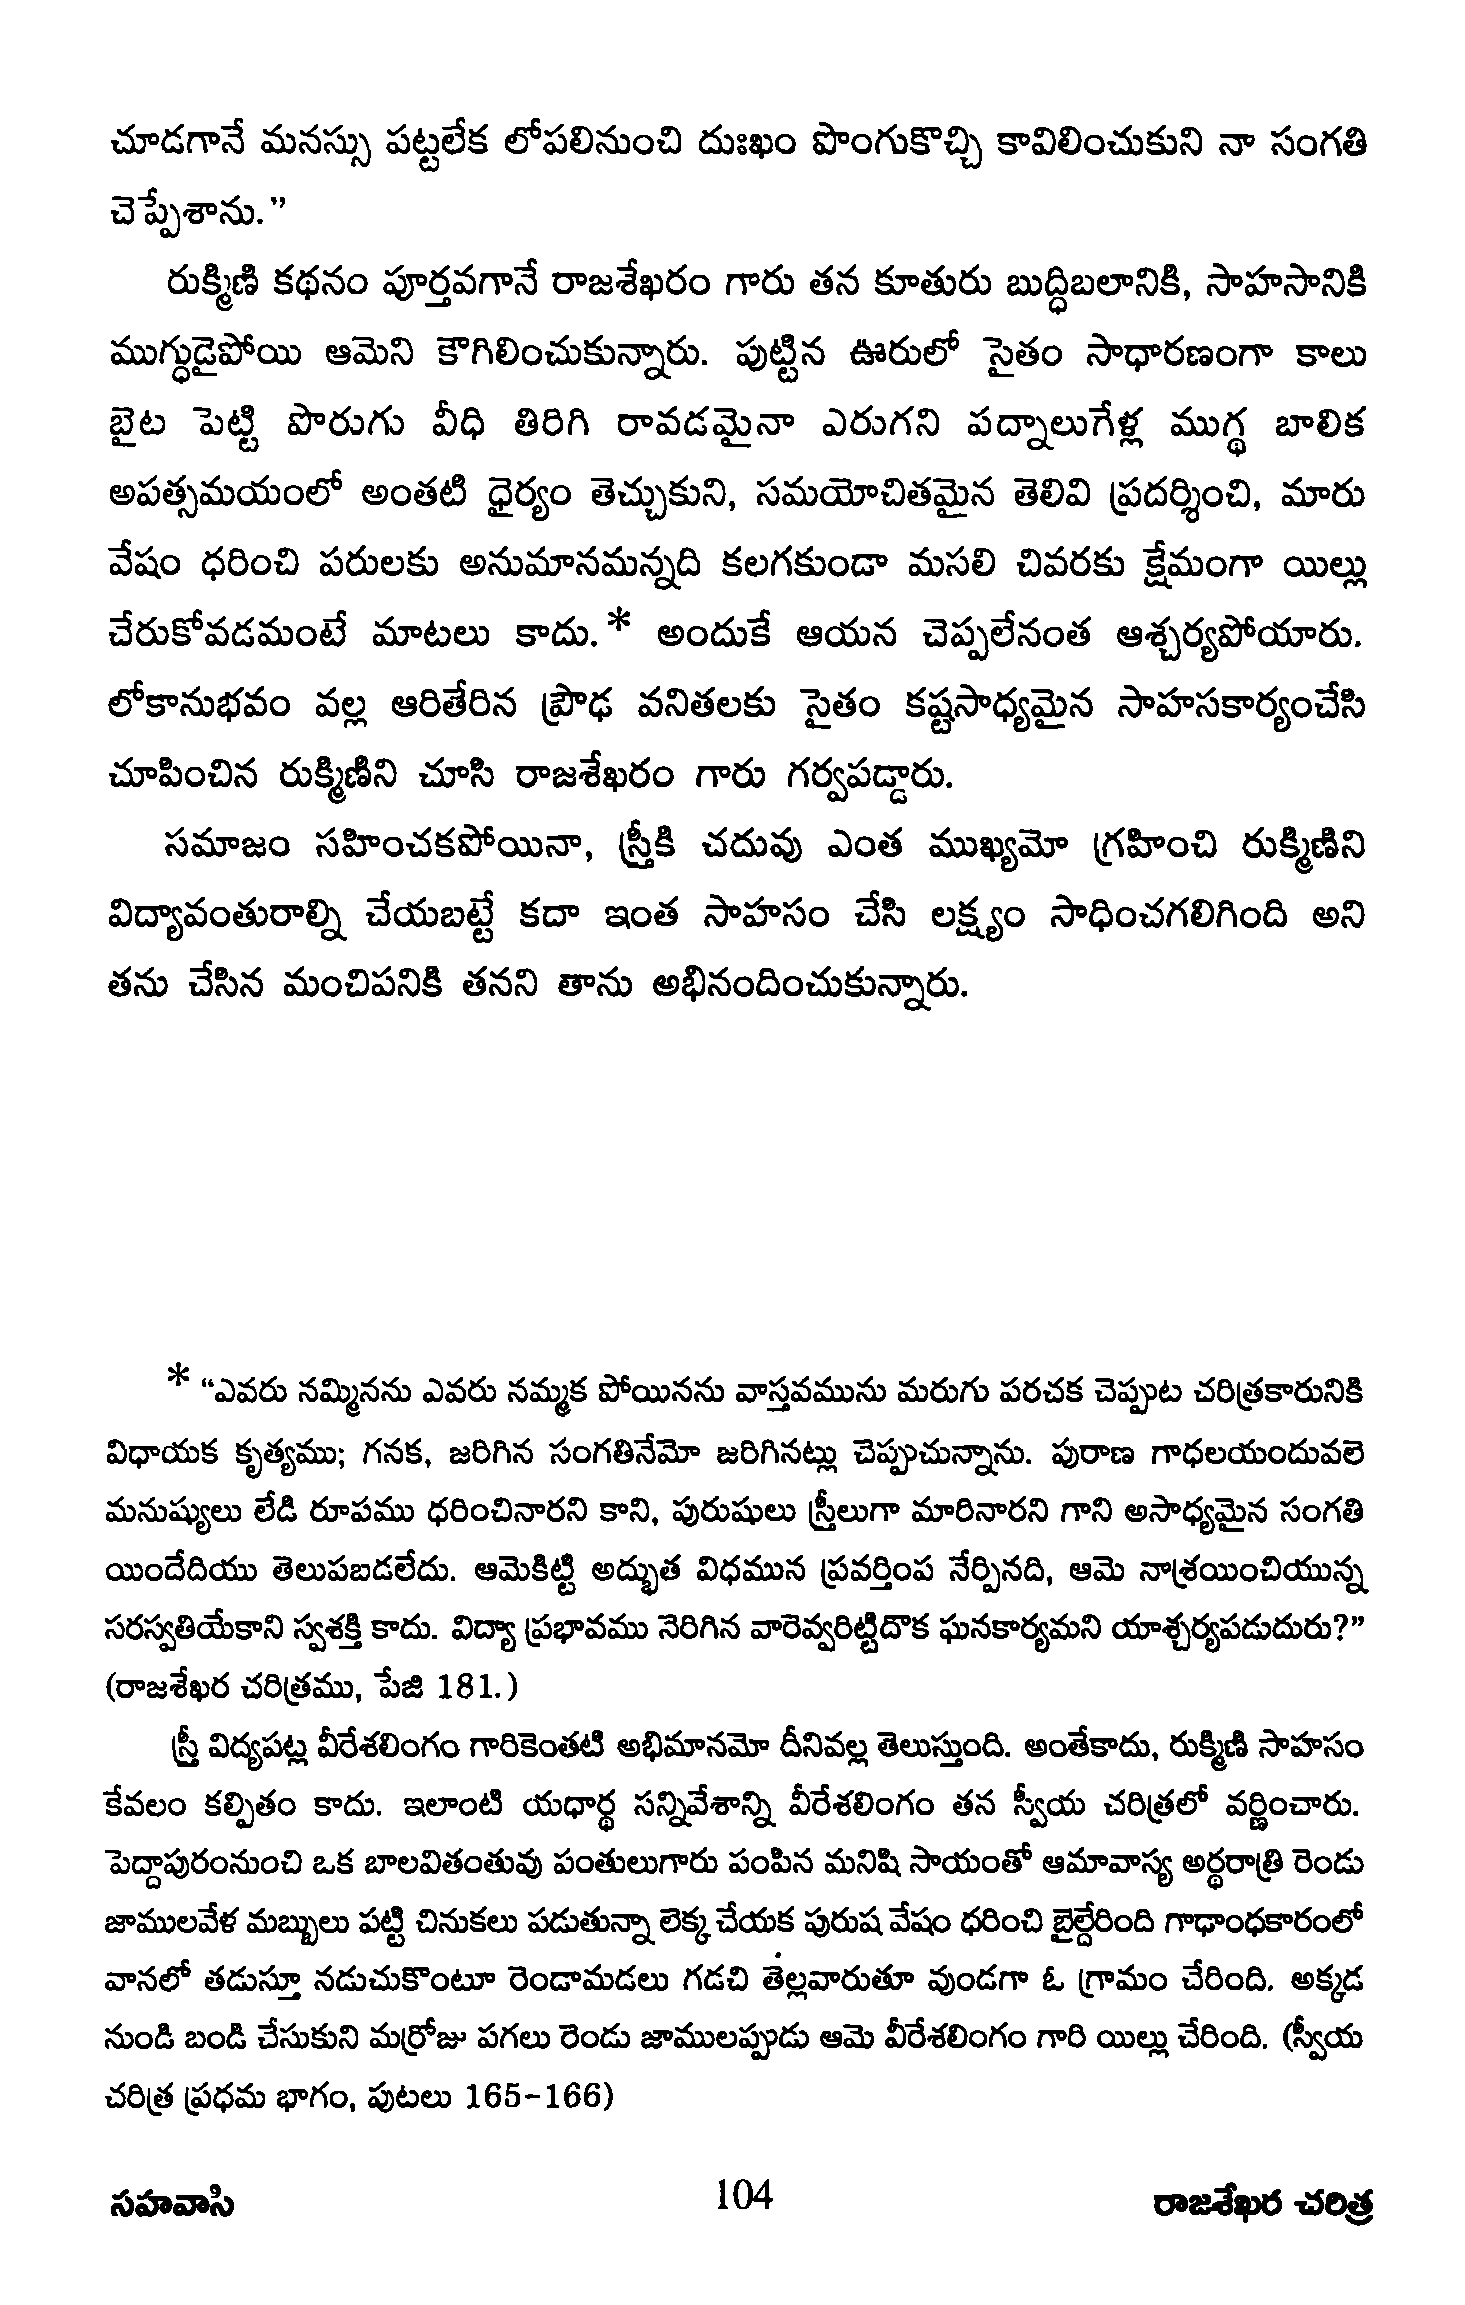 చూడగానే మనస్సు పట్టలేక లోపలినుంచి దుఃఖం పొంగుకొచ్చి కావిలించుకుని నా సంగతి
చెప్పేశాను."
రుక్మిణి కథనం పూర్తవగానే రాజశేఖరం గారు తన కూతురు బుద్ధిబలానికి, సాహసానికి
ముగ్ధుడైపోయి ఆమెని కౌగిలించుకున్నారు. పుట్టిన ఊరులో సైతం సాధారణంగా కాలు
బైట పెట్టి పొరుగు వీధి తిరిగి రావడమైనా ఎరుగని పద్నాలుగేళ్ల ముగ్ధ బాలిక
అపత్సమయంలో అంతటి ధైర్యం తెచ్చుకుని, సమయోచితమైన తెలివి ప్రదర్శించి, మారు
వేషం ధరించి పరులకు అనుమానమన్నది కలగకుండా మసలి చివరకు క్షేమంగా యిల్లు
చేరుకోవడమంటే మాటలు కాదు.* అందుకే ఆయన చెప్పలేనంత ఆశ్చర్యపోయారు.
లోకానుభవం వల్ల ఆరితేరిన ప్రౌఢ వనితలకు సైతం కష్టసాధ్యమైన సాహసకార్యంచేసి
చూపించిన రుక్మిణిని చూసి రాజశేఖరం గారు గర్వపడ్డారు.
సమాజం సహించకపోయినా, స్త్రీకి చదువు ఎంత ముఖ్యమో గ్రహించి రుక్మిణిని
విద్యావంతురాల్ని చేయబట్టే కదా ఇంత సాహసం చేసి లక్ష్యం సాధించగలిగింది అని
తను చేసిన మంచిపనికి తనని తాను అభినందించుకున్నారు.
* "ఎవరు నమ్మినను ఎవరు నమ్మక పోయినను వాస్తవమును మరుగు పరచక చెప్పుట చరిత్రకారునికి
విధాయక కృత్యము; గనక, జరిగిన సంగతినేమో జరిగినట్లు చెప్పుచున్నాను. పురాణ గాధలయందువలె
మనుష్యులు లేడి రూపము ధరించినారని కాని, పురుషులు స్త్రీలుగా మారినారని గాని అసాధ్యమైన సంగతి
యిందేదియు తెలుపబడలేదు. ఆమెకిట్టి అద్భుత విధమున ప్రవర్తింప నేర్పినది, ఆమె నాశ్రయించియున్న
సరస్వతియేకాని స్వశక్తి కాదు. విద్యా ప్రభావము నెరిగిన వారెవ్వరిట్టిదొక ఘనకార్యమని యాశ్చర్యపడుదురు?"
(రాజశేఖర చరిత్రము, పేజి 181.)
స్త్రీ విద్యపట్ల వీరేశలింగం గారికెంతటి అభిమానమో దీనివల్ల తెలుస్తుంది. అంతేకాదు, రుక్మిణి సాహసం
కేవలం కల్పితం కాదు. ఇలాంటి యధార్థ సన్నివేశాన్ని వీరేశలింగం తన స్వీయ చరిత్రలో వర్ణించారు.
పెద్దాపురంనుంచి ఒక బాలవితంతువు పంతులుగారు పంపిన మనిషి సాయంతో ఆమావాస్య అర్థరాత్రి రెండు
జాములవేళ మబ్బులు పట్టి చినుకలు పడుతున్నా లెక్క చేయక పురుష వేషం ధరించి బైల్దేరింది గాఢాంధకారంలో
వానలో తడుస్తూ నడుచుకొంటూ రెండామడలు గడచి తెల్లవారుతూ వుండగా ఓ గ్రామం చేరింది. అక్కడ
నుండి బండి చేసుకుని మర్రోజు పగలు రెండు జాములప్పుడు ఆమె వీరేశలింగం గారి యిల్లు చేరింది. (స్వీయ
చరిత్ర ప్రధమ భాగం, పుటలు 165-166)
సహవాసి 104 రాజశేఖర చరిత్ర